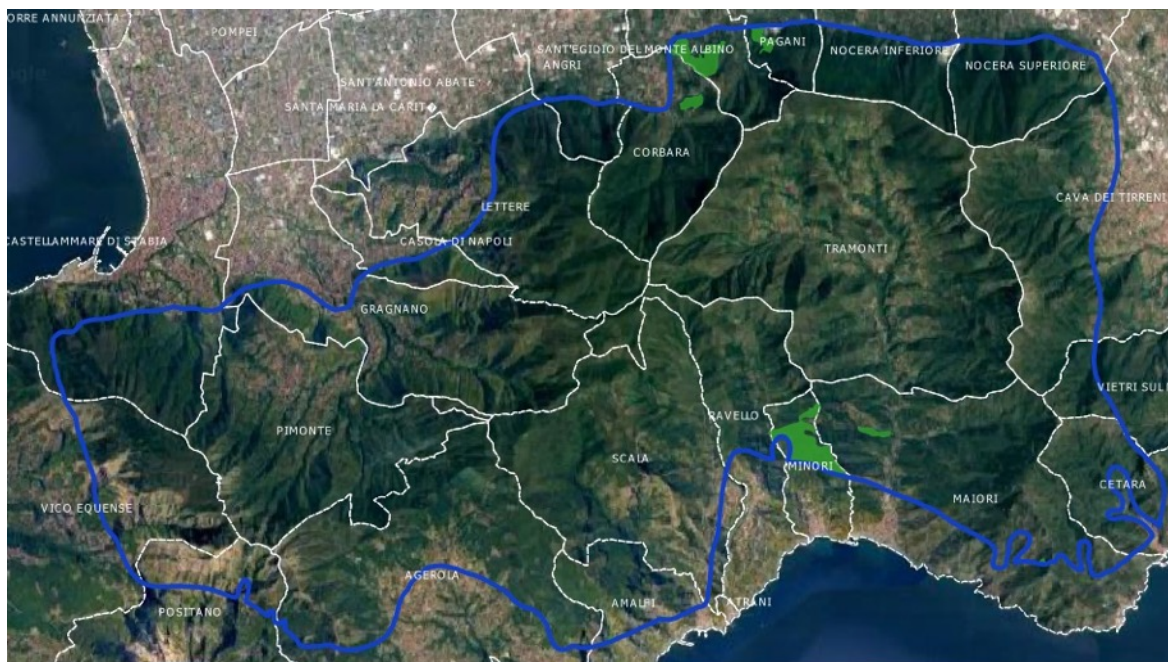 ORRE ANNUNZIATA
POMPEI
SANT'EGIDIO DEL MONTE ALBINO
PAGANI
NOCERA INFERIORE
ANGRI
NOCERA SUPERIORE
SANT'ANTONIO ABATE
SANTA MARIA LA CARIT�
CORBARA
CAVA DEI TIRRENI
LETTERE
CASTELLAMMARE DI STABIA
CASOLA DI NAPOLI
TRAMONTI
GRAGNANO
VIETRI SUL
RAVELLO
PIMONTE
SCALA
MINORI
CETARA
MAIORI
VICO EQUENSE
AGEROLA
AMALFI
ATRANI
POSITANO